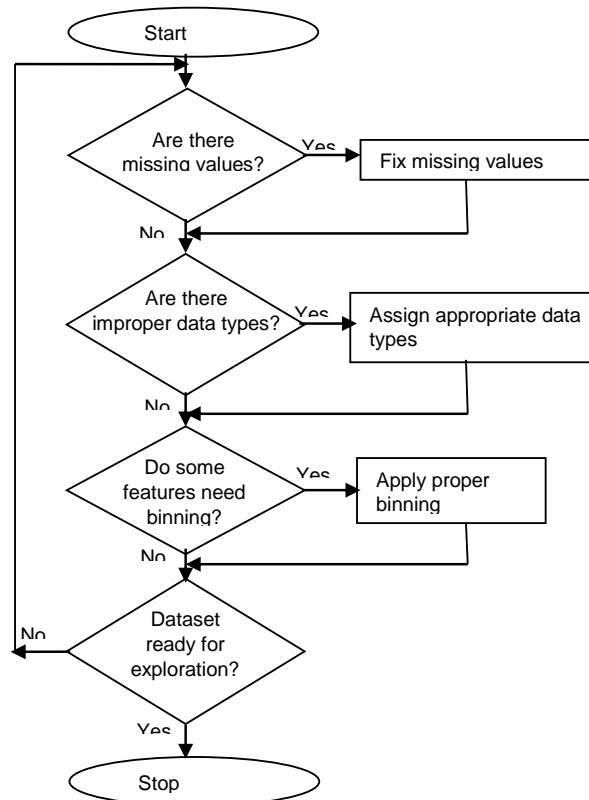 Start
Are there
missing values?
Yes
Fix missing values
No
Are there
improper data types?
Yes
Assign appropriate data
types
No
Do some
features need
binning?
Yes
Apply proper
binning
No
Dataset
ready for
exploration?
No
Yes
Stop